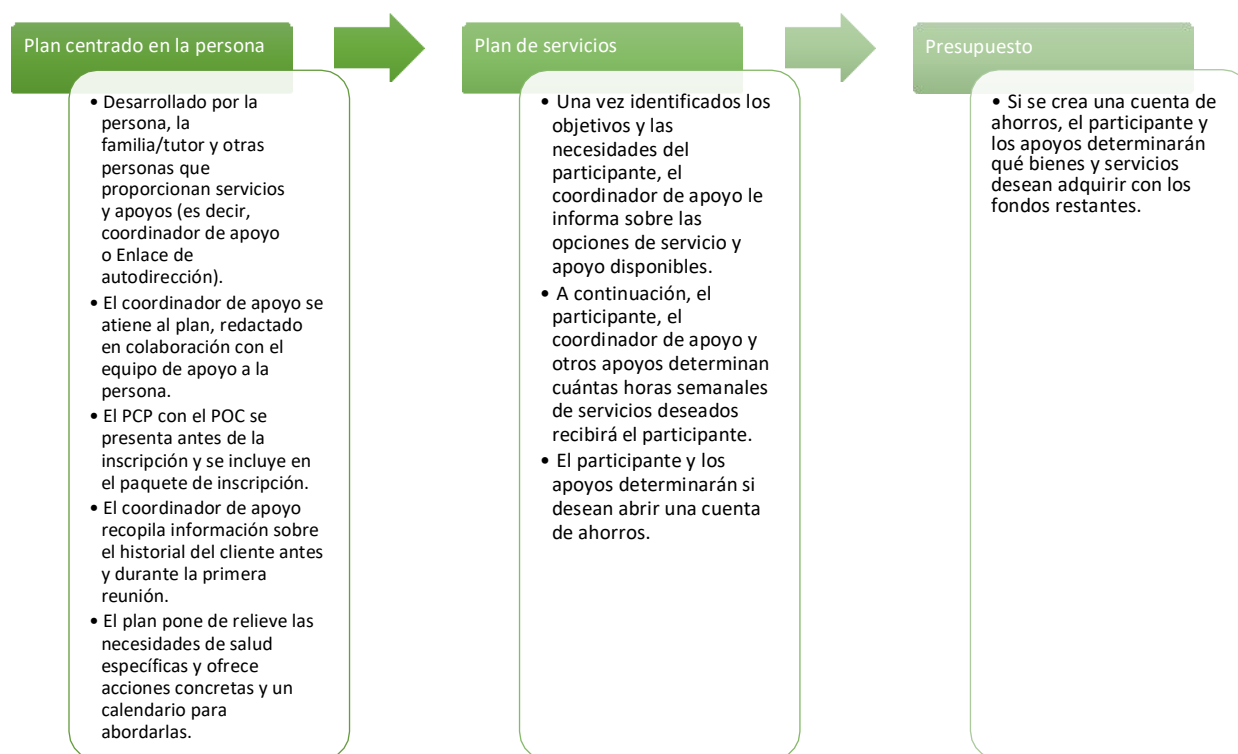 Plan centrado en la persona
• Desarrollado por la
persona, la
familia/tutor y otras
personas que
proporcionan servicios
y apoyos (es decir,
coordinador de apoyo
o Enlace de
autodirección).
• El coordinador de apoyo se
atiene al plan, redactado
en colaboración con el
equipo de apoyo a la
persona.
• El PCP con el POC se
presenta antes de la
inscripción y se incluye en
el paquete de inscripción.
• El coordinador de apoyo
recopila información sobre
el historial del cliente antes
y durante la primera
reunión.
• El plan pone de relieve las
necesidades de salud
específicas y ofrece
acciones concretas y un
calendario para
abordarlas.
Plan de servicios
• Una vez identificados los
objetivos y las
necesidades del
participante, el
coordinador de apoyo le
informa sobre las
opciones de servicio y
apoyo disponibles.
• A continuación, el
participante, el
coordinador de apoyo y
otros apoyos determinan
cuántas horas semanales
de servicios deseados
recibirá el participante.
• El participante y los
apoyos determinarán si
desean abrir una cuenta
de ahorros.
Presupuesto
• Si se crea una cuenta de
ahorros, el participante y
los apoyos determinarán
qué bienes y servicios
desean adquirir con los
fondos restantes.